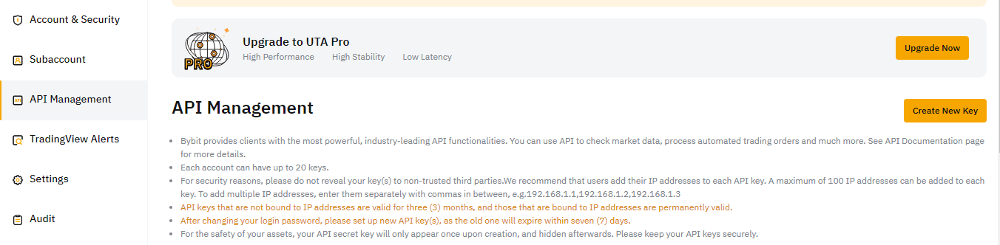 Account & Security
Subaccount
API Management
TradingView Alerts
Settings
Audit
PRO
Upgrade to UTA Pro
High Performance High Stability Low Latency
Upgrade Now
API Management
Create New Key
• Bybit provides clients with the most powerful, industry-leading API functionalities. You can use API to check market data, process automated trading orders and much more. See API Documentation page
for more details.
• Each account can have up to 20 keys.
• For security reasons, please do not reveal your key(s) to non-trusted third parties.We recommend that users add their IP addresses to each API key. A maximum of 100 IP addresses can be added to each
key. To add multiple IP addresses, enter them separately with commas in between, e.g.192.168.1.1,192.168.1.2,192.168.1.3
• API keys that are not bound to IP addresses are valid for three (3) months, and those that are bound to IP addresses are permanently valid.
• After changing your login password, please set up new API key(s), as the old one will expire within seven (7) days.
• For the safety of your assets, your API secret key will only appear once upon creation, and hidden afterwards. Please keep your API keys securely.